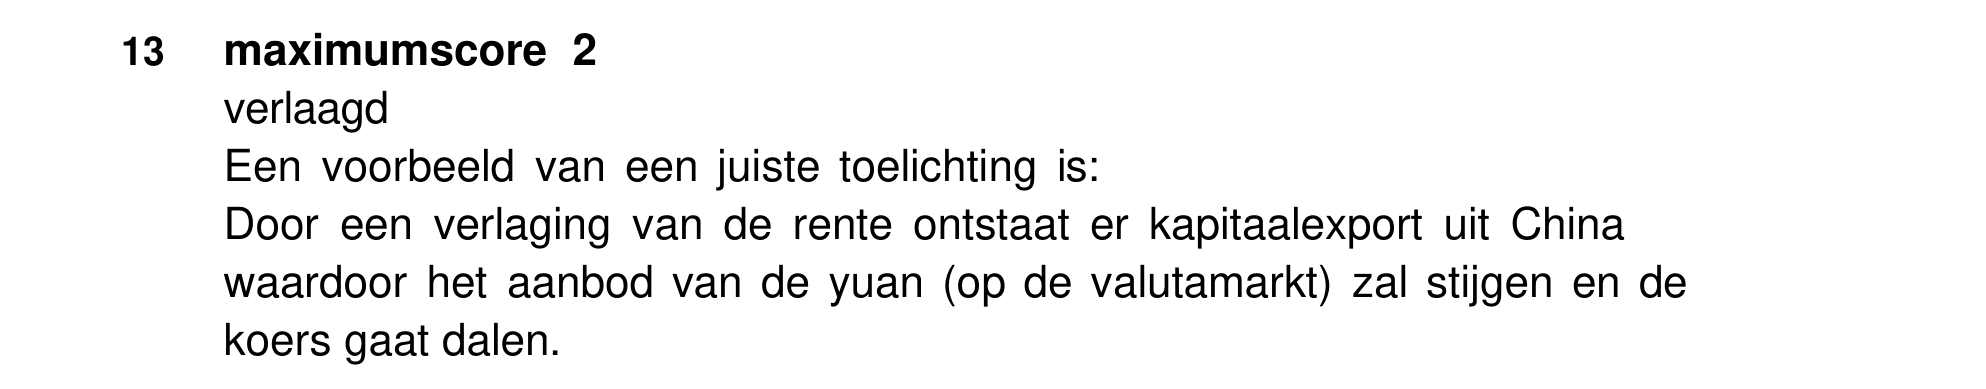 13 maximumscore 2
verlaagd
Een voorbeeld van een juiste toelichting is:
Door een verlaging van de rente ontstaat er kapitaalexport uit China
waardoor het aanbod van de yuan (op de valutamarkt) zal stijgen en de
koers gaat dalen.